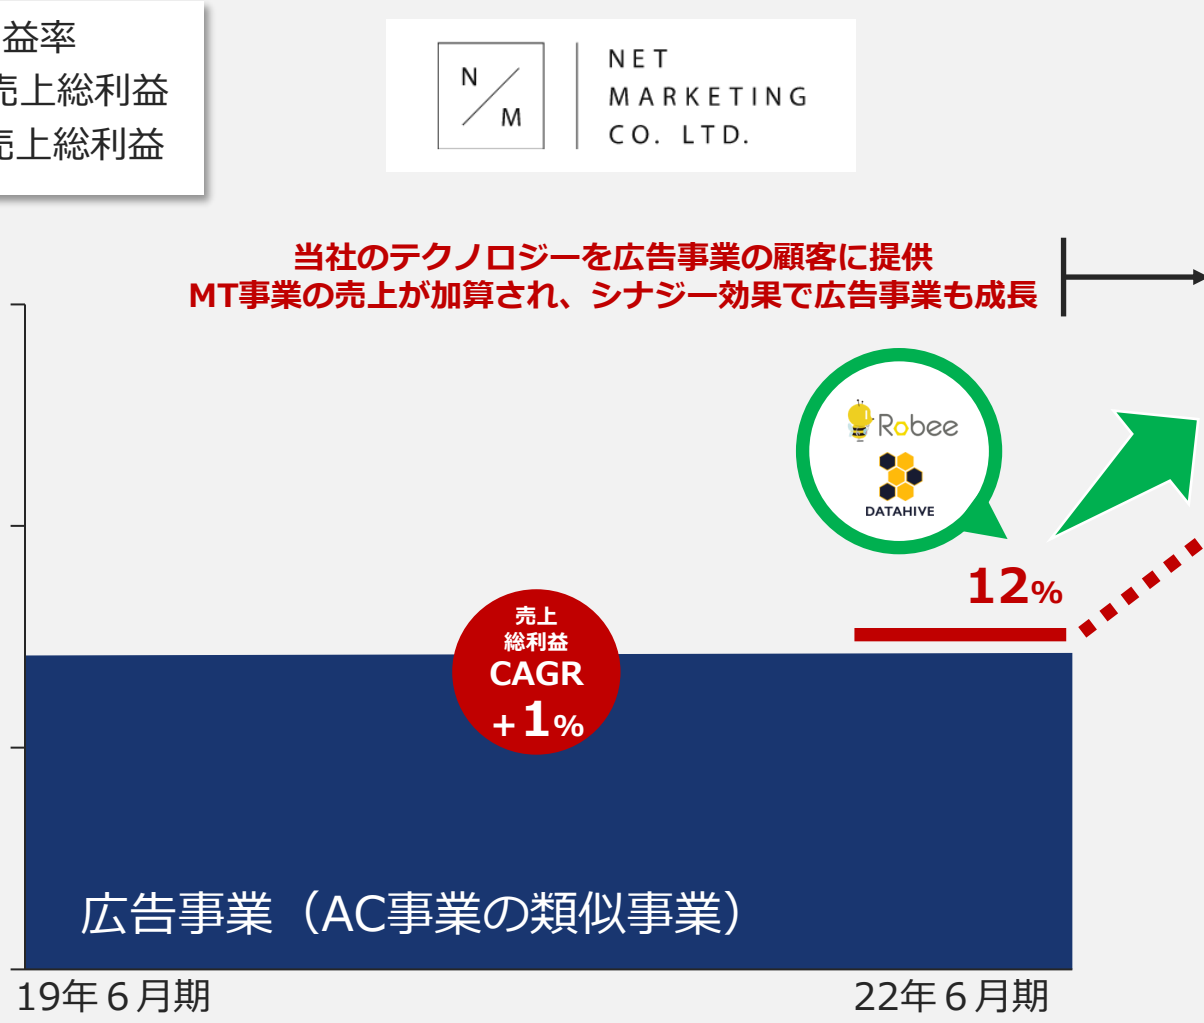 益率
売上総利益
売上総利益
N
M
NET
MARKETING
CO. LTD.
当社のテクノロジーを広告事業の顧客に提供
MT事業の売上が加算され、シナジー効果で広告事業も成長
Robee
DATAHIVE
12%
売上
総利益
CAGR
+1%
広告事業（AC事業の類似事業）
19年６月期
22年６月期